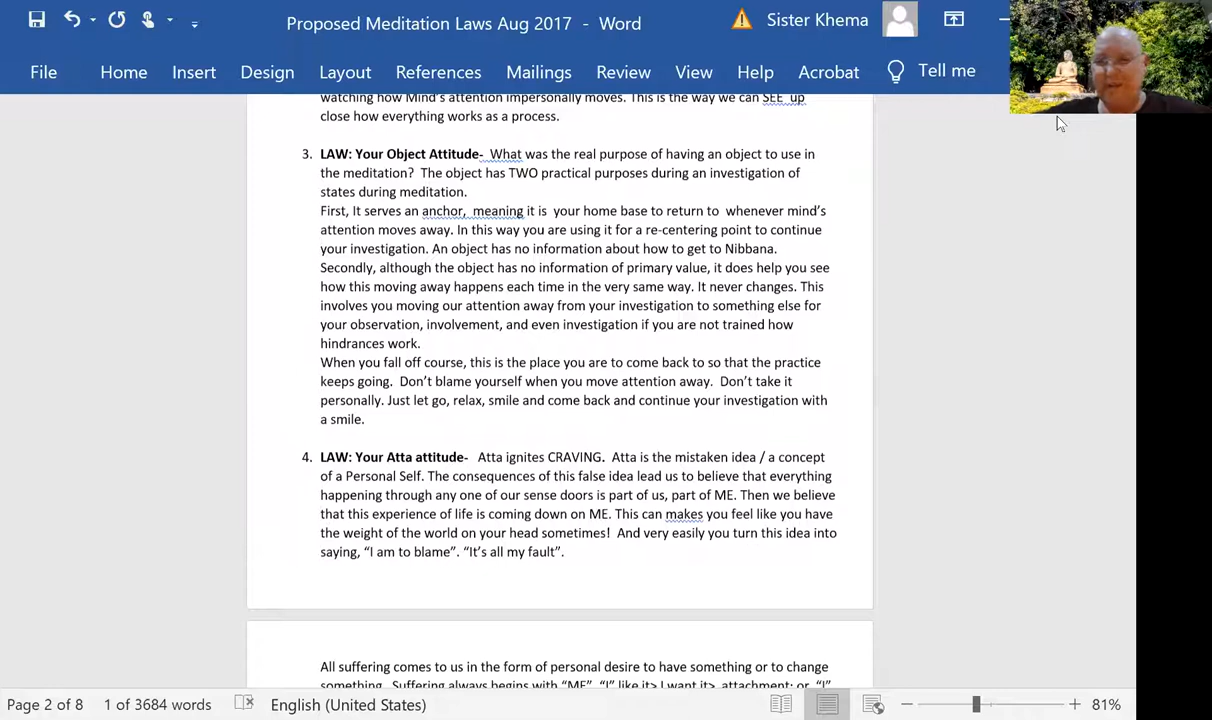 Proposed Meditation Laws Aug 2017 - Word
Sister Khema
File Home Insert Design Layout References Mailings Review View Help Acrobat Tell me
watching how Mind's attention impersonally moves. This is the way we can SEE up
close how everything works as a process.
3. LAW: Your Object Attitude- What was the real purpose of having an object to use in
the meditation? The object has TWO practical purposes during an investigation of
states during meditation.
First, It serves an anchor, meaning it is your home base to return to whenever mind's
attention moves away. In this way you are using it for a re-centering point to continue
your investigation. An object has no information about how to get to Nibbana.
Secondly, although the object has no information of primary value, it does help you see
how this moving away happens each time in the very same way. It never changes. This
involves you moving our attention away from your investigation to something else for
your observation, involvement, and even investigation if you are not trained how
hindrances work.
When you fall off course, this is the place you are to come back to so that the practice
keeps going. Don't blame yourself when you move attention away. Don't take it
personally. Just let go, relax, smile and come back and continue your investigation with
a smile.
4. LAW: Your Atta attitude- Atta ignites CRAVING. Atta is the mistaken idea / a concept
of a Personal Self. The consequences of this false idea lead us to believe that everything
happening through any one of our sense doors is part of us, part of ME. Then we believe
that this experience of life is coming down on ME. This can makes you feel like you have
the weight of the world on your head sometimes! And very easily you turn this idea into
saying, "I am to blame". "It's all my fault".
All suffering comes to us in the form of personal desire to have something or to change
something. Suffering always begins with "ME", "I" like it> I want it> attachment; or "I"
Page 2 of 8 1 of 3684 words English (United States) 81%